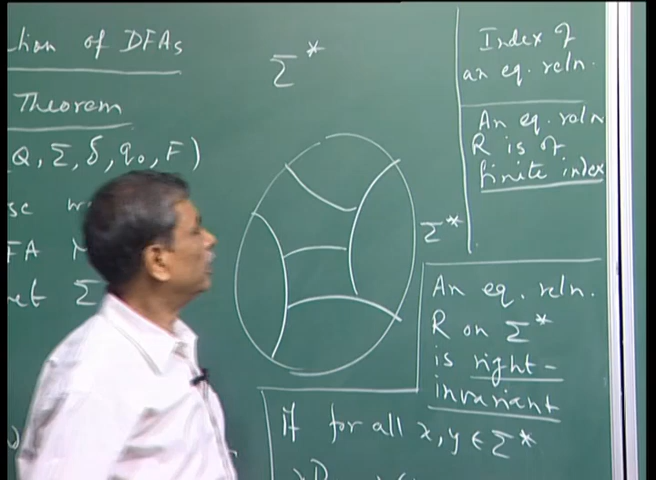 tion of DFAs
Theorem
Q, Σ, δ, q₀, F)
Σ*
Σ*
Index of
an eq. reln.
An eq. reln
R is of
finite index
An eq. reln.
R on Σ*
is right-
invariant
if for all x, y ∈ Σ*